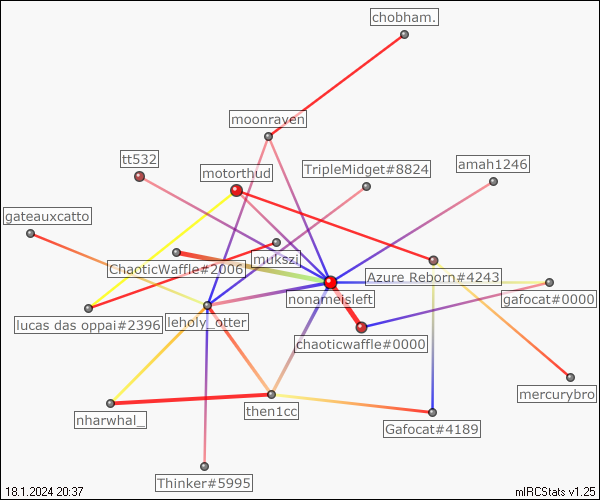 chobham.
moonraven
tt532
motorthud
TripleMidget#8824
amah1246
gateauxcatto
mukszi
ChaoticWaffle#2006
Azure Reborn#4243
nonameisleft
gafocat#0000
lucas das oppai#2396
leholy_otter
chaoticwaffle#0000
mercurybro
then1cc
nharwhal_
Gafocat#4189
Thinker#5995
18.1.2024 20:37
mIRCStats v1.25